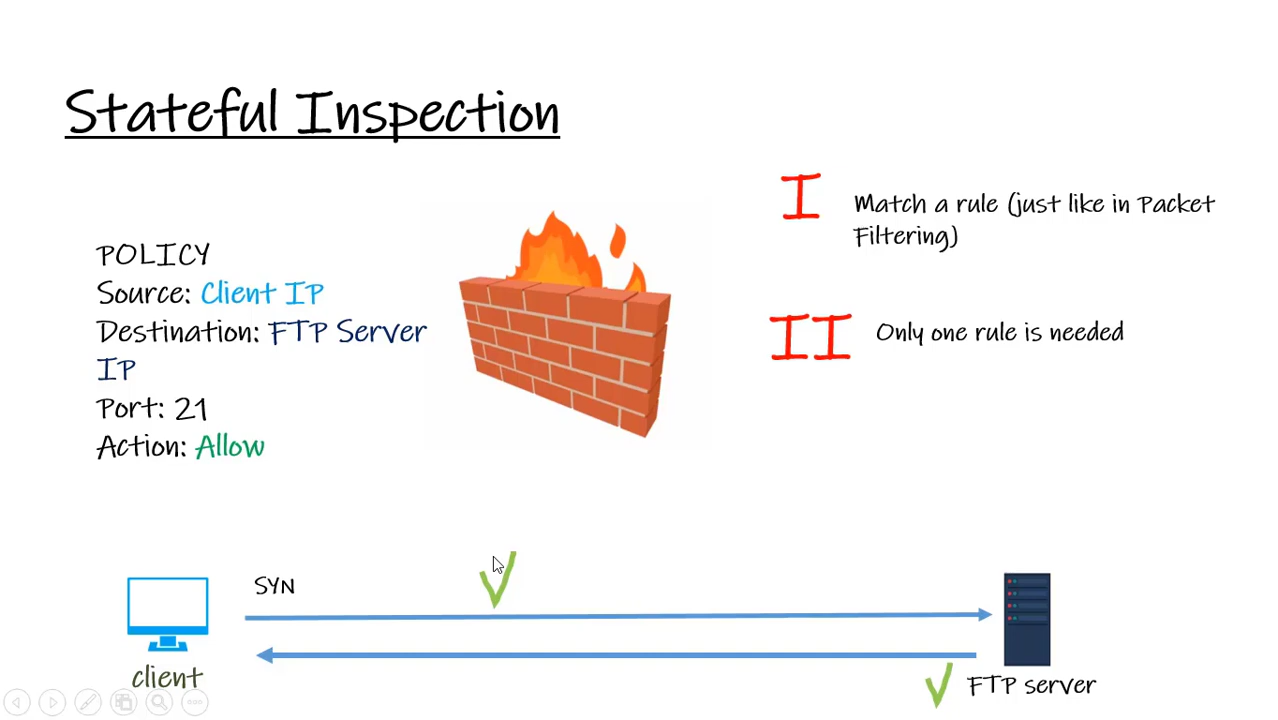 Stateful Inspection
POLICY
Source: Client IP
Destination: FTP Server
IP
Port: 21
Action: Allow
I
Match a rule (just like in Packet
Filtering)
II
Only one rule is needed
SYN
client
FTP server